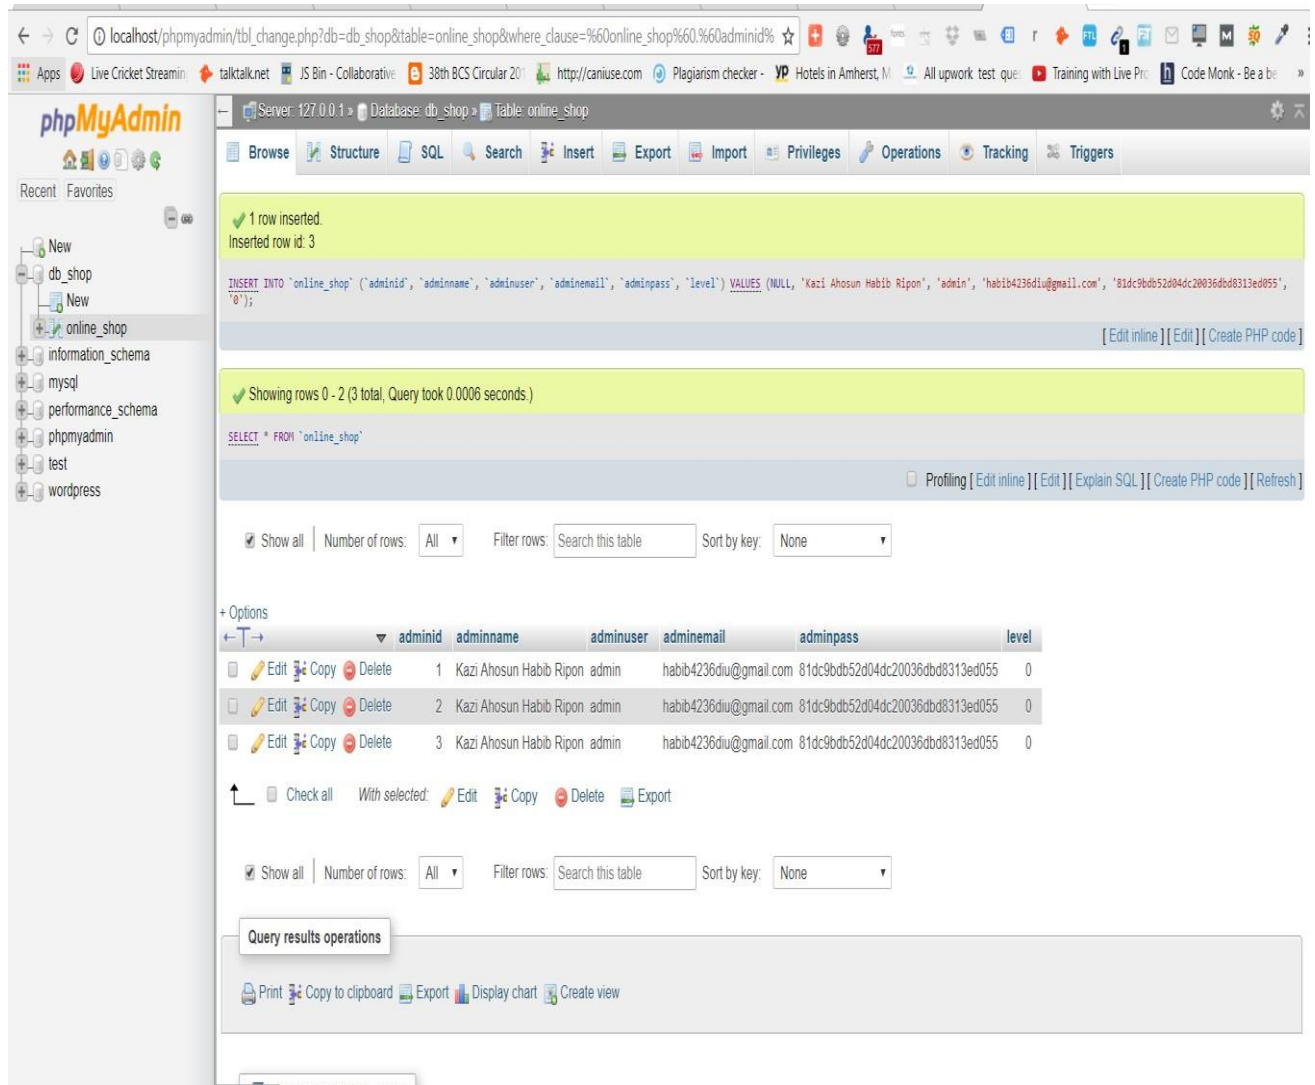 localhost/phpmyadmin/tbl_change.php?db=db_shop&table=online_shop&where_clause=%60online_shop%60.%60adminid%
577
FTL
1
Apps Live Cricket Streamin talktalk.net JS Bin - Collaborative 38th BCS Circular 201 http://caniuse.com Plagiarism checker - YP Hotels in Amherst, M All upwork test que Training with Live Pro Code Monk - Be a be »
phpMyAdmin
Recent Favorites
New
db_shop
New
online_shop
information_schema
mysql
performance_schema
phpmyadmin
test
wordpress
Server: 127.0.0.1 » Database: db_shop » Table: online_shop
Browse Structure SQL Search Insert Export Import Privileges Operations Tracking Triggers
1 row inserted.
Inserted row id: 3
INSERT INTO `online_shop` (`adminid`, `adminname`, `adminuser`, `adminemail`, `adminpass`, `level`) VALUES (NULL, 'Kazi Ahosun Habib Ripon', 'admin', 'habib4236diu@gmail.com', '81dc9bdb52d04dc20036dbd8313ed055',
'0');
[ Edit inline ] [ Edit ] [ Create PHP code ]
Showing rows 0 - 2 (3 total, Query took 0.0006 seconds.)
SELECT * FROM `online_shop`
Profiling [ Edit inline ] [ Edit ] [ Explain SQL ] [ Create PHP code ] [ Refresh ]
Show all Number of rows: All Filter rows: Search this table Sort by key: None
+ Options
adminid adminname adminuser adminemail adminpass level
Edit Copy Delete 1 Kazi Ahosun Habib Ripon admin habib4236diu@gmail.com 81dc9bdb52d04dc20036dbd8313ed055 0
Edit Copy Delete 2 Kazi Ahosun Habib Ripon admin habib4236diu@gmail.com 81dc9bdb52d04dc20036dbd8313ed055 0
Edit Copy Delete 3 Kazi Ahosun Habib Ripon admin habib4236diu@gmail.com 81dc9bdb52d04dc20036dbd8313ed055 0
Check all With selected: Edit Copy Delete Export
Show all Number of rows: All Filter rows: Search this table Sort by key: None
Query results operations
Print Copy to clipboard Export Display chart Create view